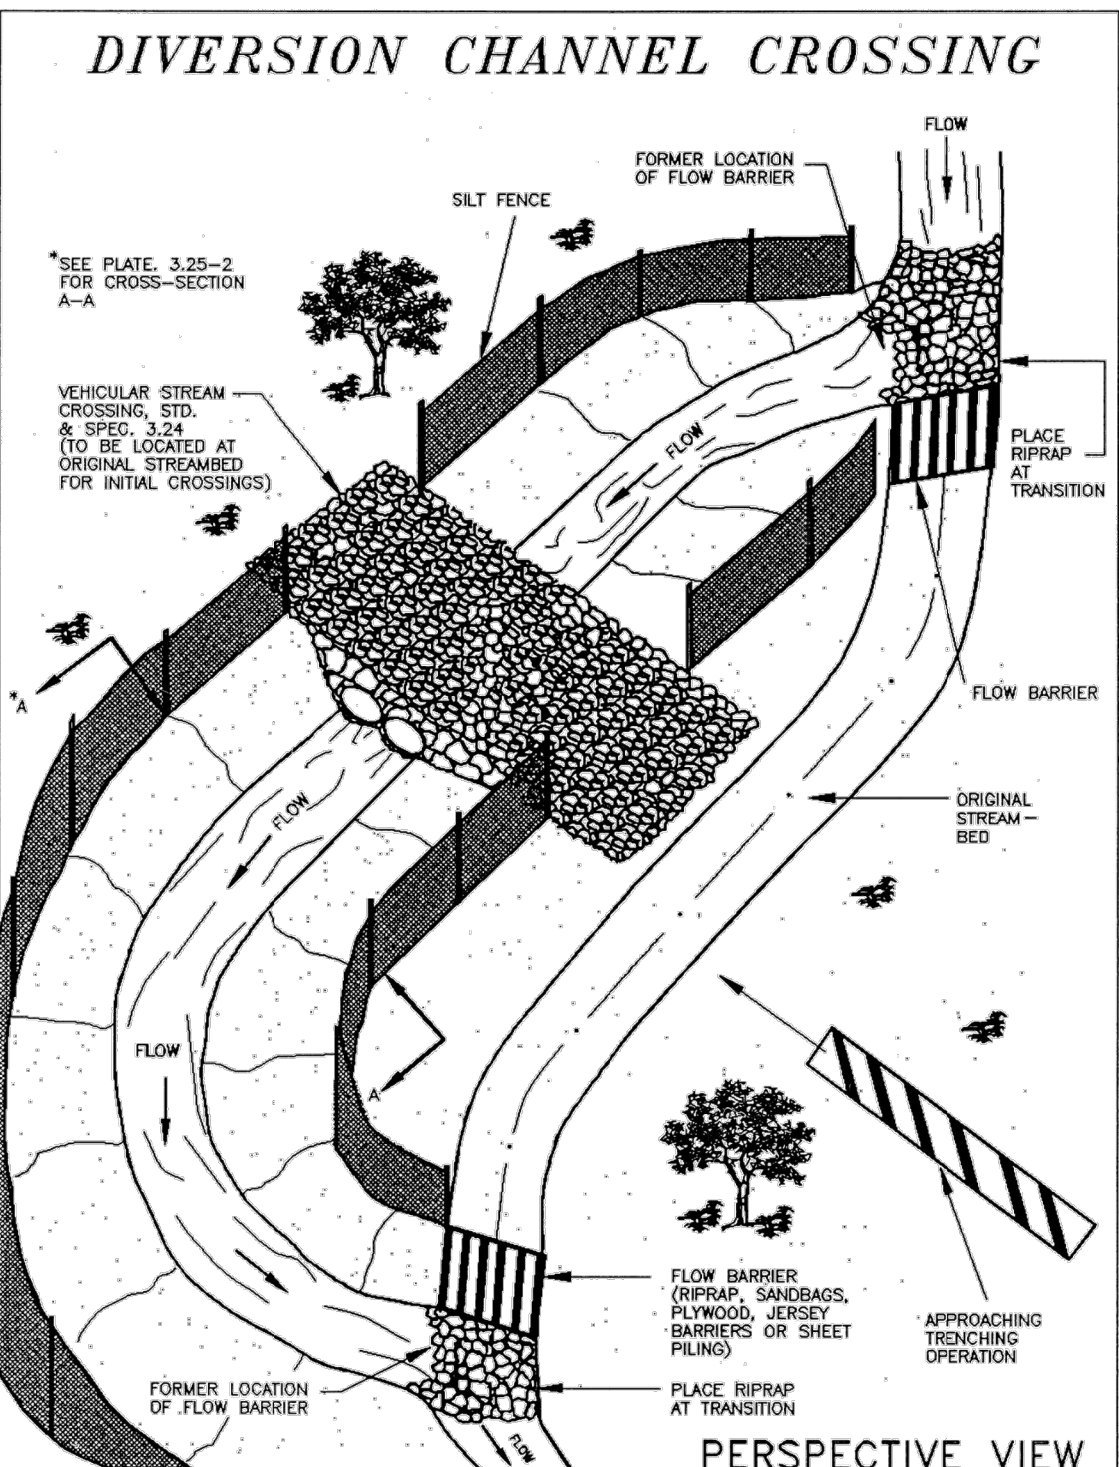 DIVERSION CHANNEL CROSSING
FLOW
FORMER LOCATION
OF FLOW BARRIER
SILT FENCE
*SEE PLATE. 3.25-2
FOR CROSS-SECTION
A-A
VEHICULAR STREAM
CROSSING, STD.
& SPEC. 3.24
(TO BE LOCATED AT
ORIGINAL STREAMBED
FOR INITIAL CROSSINGS)
FLOW
PLACE
RIPRAP
AT
TRANSITION
*A
FLOW BARRIER
FLOW
ORIGINAL
STREAM-
BED
FLOW
A
FLOW BARRIER
(RIPRAP, SANDBAGS,
PLYWOOD, JERSEY
BARRIERS OR SHEET
PILING)
APPROACHING
TRENCHING
OPERATION
FORMER LOCATION
OF FLOW BARRIER
PLACE RIPRAP
AT TRANSITION
FLOW
PERSPECTIVE VIEW